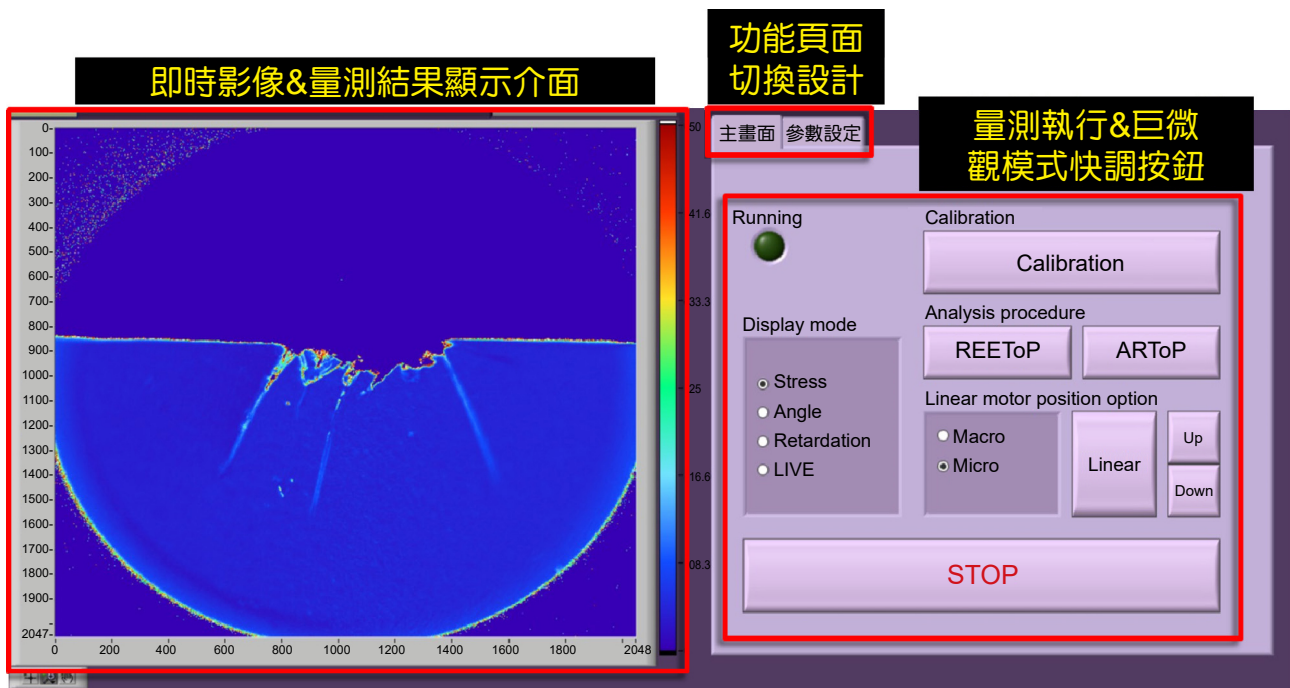 即時影像&量測結果顯示介面
功能頁面
切換設計
量測執行&巨微
觀模式快調按鈕
0
100
200
300
400
500
600
700
800
900
1000
1100
1200
1300
1400
1500
1600
1700
1800
1900
2047
0 200 400 600 800 1000 1200 1400 1600 1800 2048
50
41.6
33.3
25
16.6
08.3
主畫面 參數設定
Running
Calibration
Calibration
Display mode
Stress
Angle
Retardation
LIVE
Analysis procedure
REEToP ARToP
Linear motor position option
Macro
Micro
Linear
Up
Down
STOP